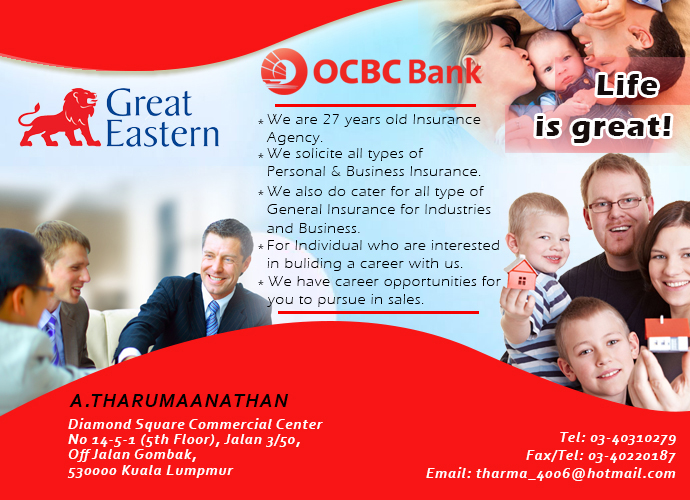 Great
Eastern
OCBC Bank
Life
is great!
* We are 27 years old Insurance
Agency.
* We solicite all types of
Personal & Business Insurance.
* We also do cater for all type of
General Insurance for Industries
and Business.
* For Individual who are interested
in buliding a career with us.
* We have career opportunities for
you to pursue in sales.
A.THARUMAANATHAN
Diamond Square Commercial Center
No 14-5-1 (5th Floor), Jalan 3/50,
Off Jalan Gombak,
530000 Kuala Lumpmur
Tel: 03-40310279
Fax/Tel: 03-40220187
Email: tharma_4006@hotmail.com